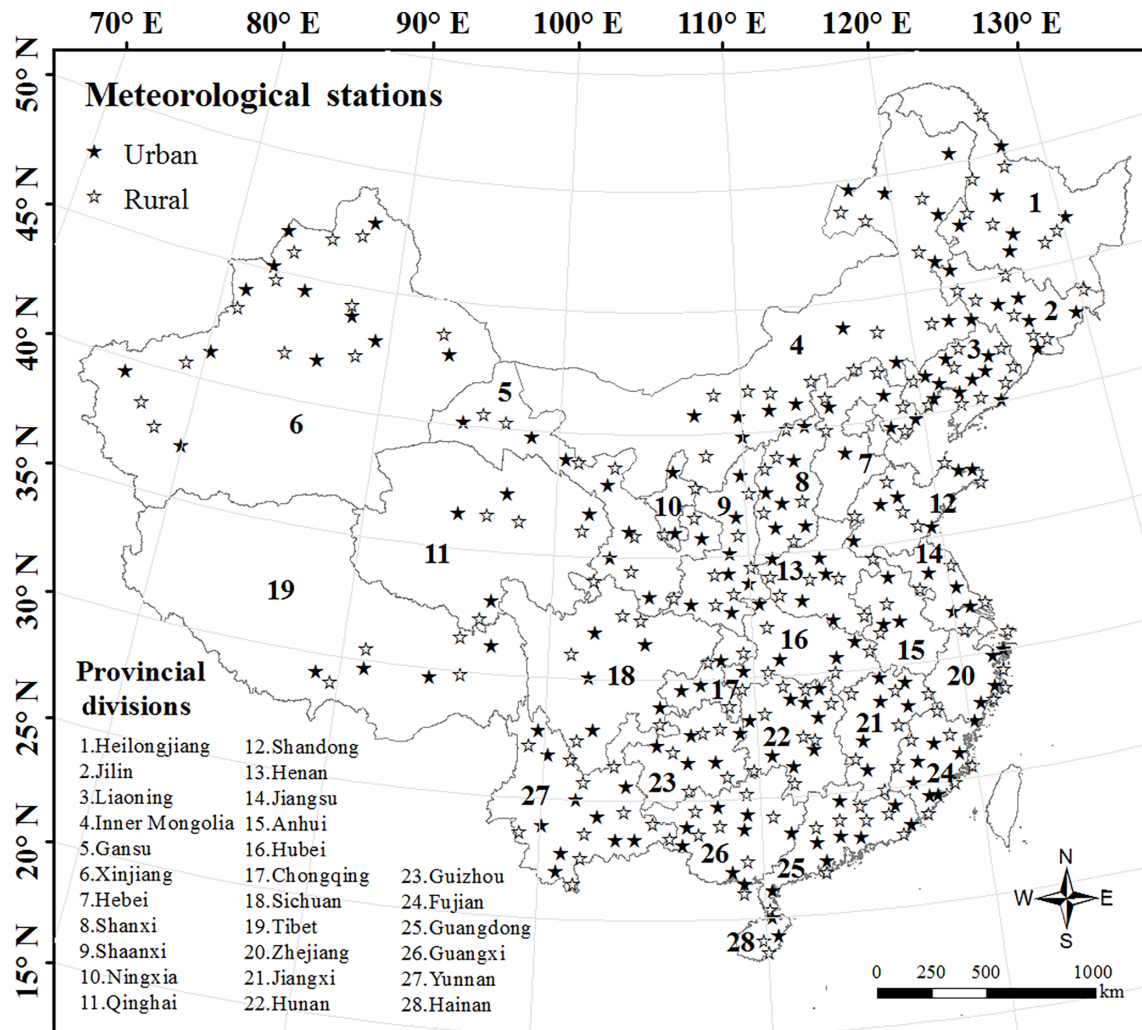 70° E 80° E 90° E 100° E 110° E 120° E 130° E
50° N
45° N
40° N
35° N
30° N
25° N
20° N
15° N
Meteorological stations
Urban
Rural
1
2
3
4
5
6
7
8
9
10
11
12
13
14
15
16
17
18
19
20
21
22
23
24
25
26
27
28
Provincial
divisions
1.Heilongjiang
2.Jilin
3.Liaoning
4.Inner Mongolia
5.Gansu
6.Xinjiang
7.Hebei
8.Shanxi
9.Shaanxi
10.Ningxia
11.Qinghai
12.Shandong
13.Henan
14.Jiangsu
15.Anhui
16.Hubei
17.Chongqing
18.Sichuan
19.Tibet
20.Zhejiang
21.Jiangxi
22.Hunan
23.Guizhou
24.Fujian
25.Guangdong
26.Guangxi
27.Yunnan
28.Hainan
N
W E
S
0 250 500 1000
km